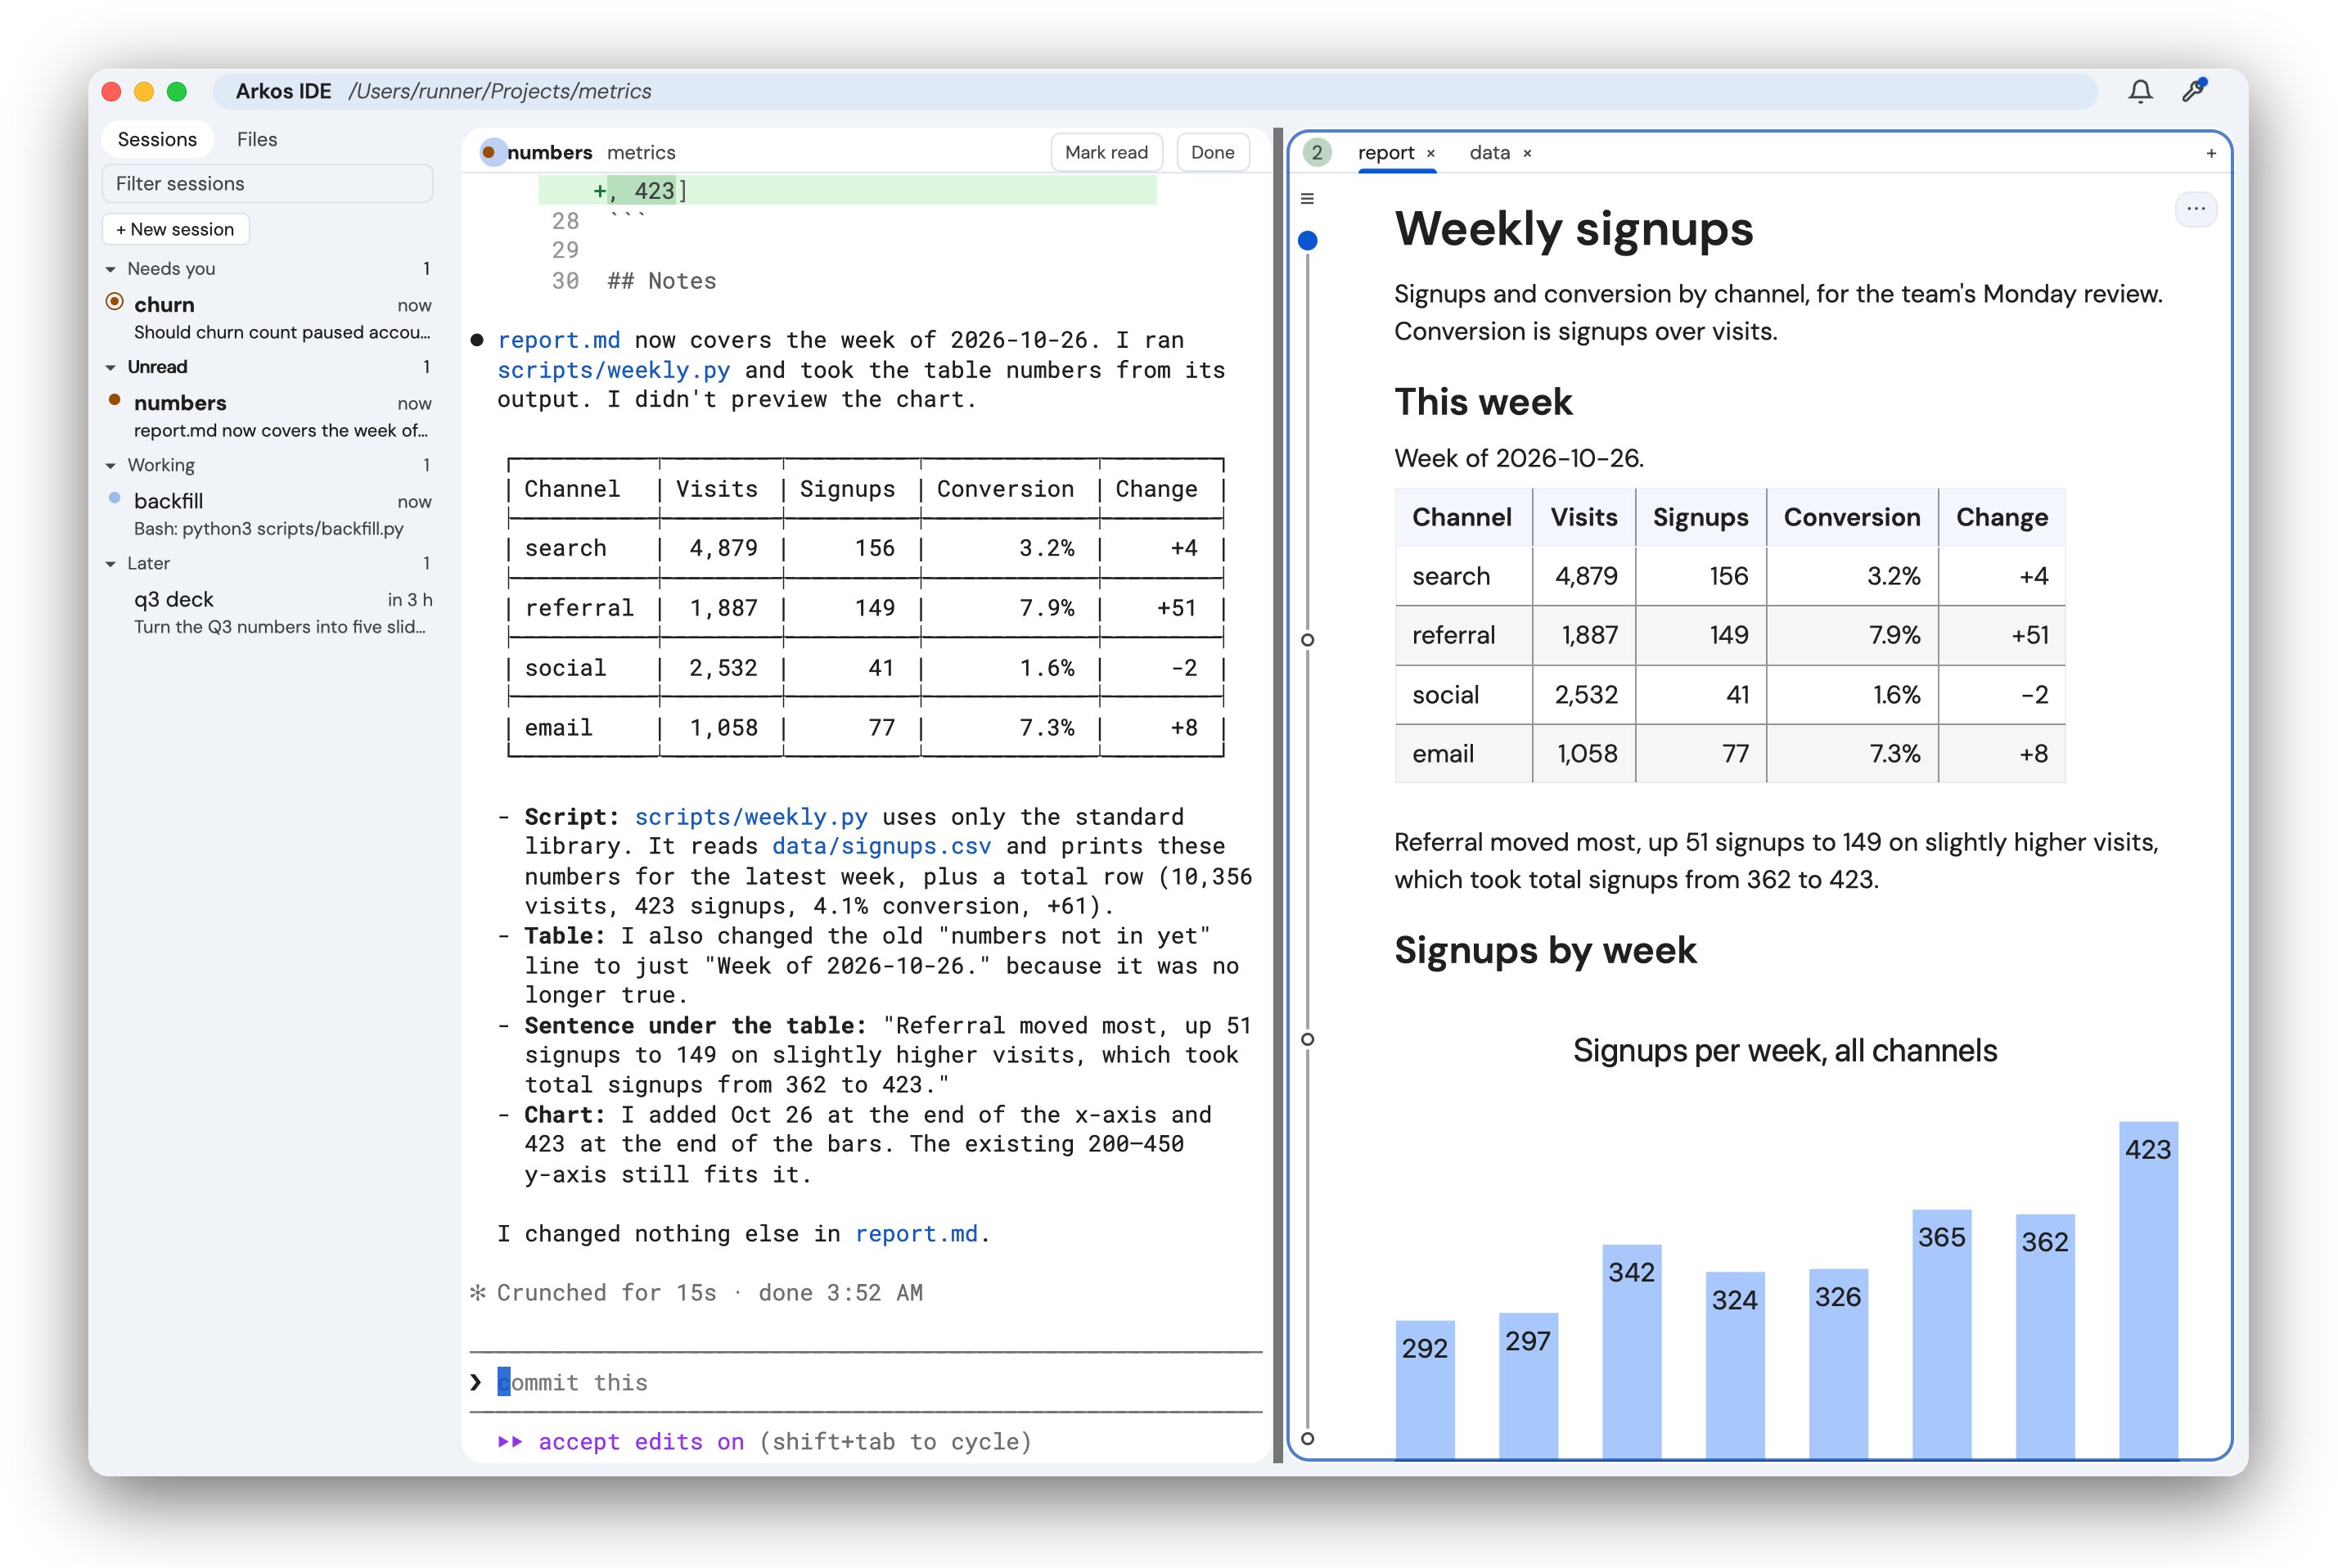 Arkos IDE /Users/runner/Projects/metrics
Sessions Files
Filter sessions
+ New session
Needs you 1
churn now
Should churn count paused accou…
Unread 1
numbers now
report.md now covers the week of…
Working 1
backfill now
Bash: python3 scripts/backfill.py
Later 1
q3 deck in 3 h
Turn the Q3 numbers into five slid…
numbers metrics Mark read Done
+, 423]
28 ```
29
30 ## Notes
● report.md now covers the week of 2026-10-26. I ran
scripts/weekly.py and took the table numbers from its
output. I didn't preview the chart.
Channel Visits Signups Conversion Change
search 4,879 156 3.2% +4
referral 1,887 149 7.9% +51
social 2,532 41 1.6% -2
email 1,058 77 7.3% +8
- Script: scripts/weekly.py uses only the standard
library. It reads data/signups.csv and prints these
numbers for the latest week, plus a total row (10,356
visits, 423 signups, 4.1% conversion, +61).
- Table: I also changed the old "numbers not in yet"
line to just "Week of 2026-10-26." because it was no
longer true.
- Sentence under the table: "Referral moved most, up 51
signups to 149 on slightly higher visits, which took
total signups from 362 to 423."
- Chart: I added Oct 26 at the end of the x-axis and
423 at the end of the bars. The existing 200–450
y-axis still fits it.
I changed nothing else in report.md.
✻ Crunched for 15s · done 3:52 AM
❯ commit this
▸▸ accept edits on (shift+tab to cycle)
2 report × data × +
≡
…
Weekly signups
Signups and conversion by channel, for the team's Monday review.
Conversion is signups over visits.
This week
Week of 2026-10-26.
Channel Visits Signups Conversion Change
search 4,879 156 3.2% +4
referral 1,887 149 7.9% +51
social 2,532 41 1.6% -2
email 1,058 77 7.3% +8
Referral moved most, up 51 signups to 149 on slightly higher visits,
which took total signups from 362 to 423.
Signups by week
Signups per week, all channels
292 297 342 324 326 365 362 423